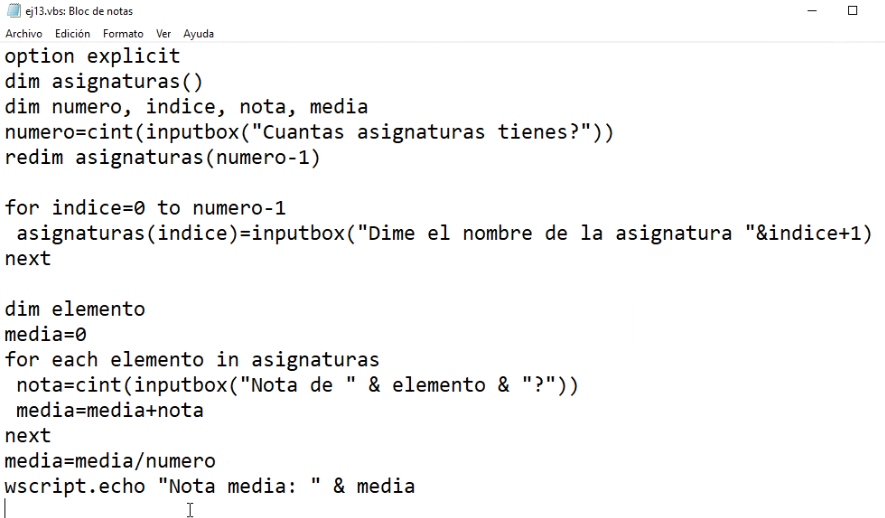 ej13.vbs: Bloc de notas
Archivo Edición Formato Ver Ayuda
option explicit
dim asignaturas()
dim numero, indice, nota, media
numero=cint(inputbox("Cuantas asignaturas tienes?"))
redim asignaturas(numero-1)
for indice=0 to numero-1
asignaturas(indice)=inputbox("Dime el nombre de la asignatura "&indice+1)
next
dim elemento
media=0
for each elemento in asignaturas
nota=cint(inputbox("Nota de " & elemento & "?"))
media=media+nota
next
media=media/numero
wscript.echo "Nota media: " & media